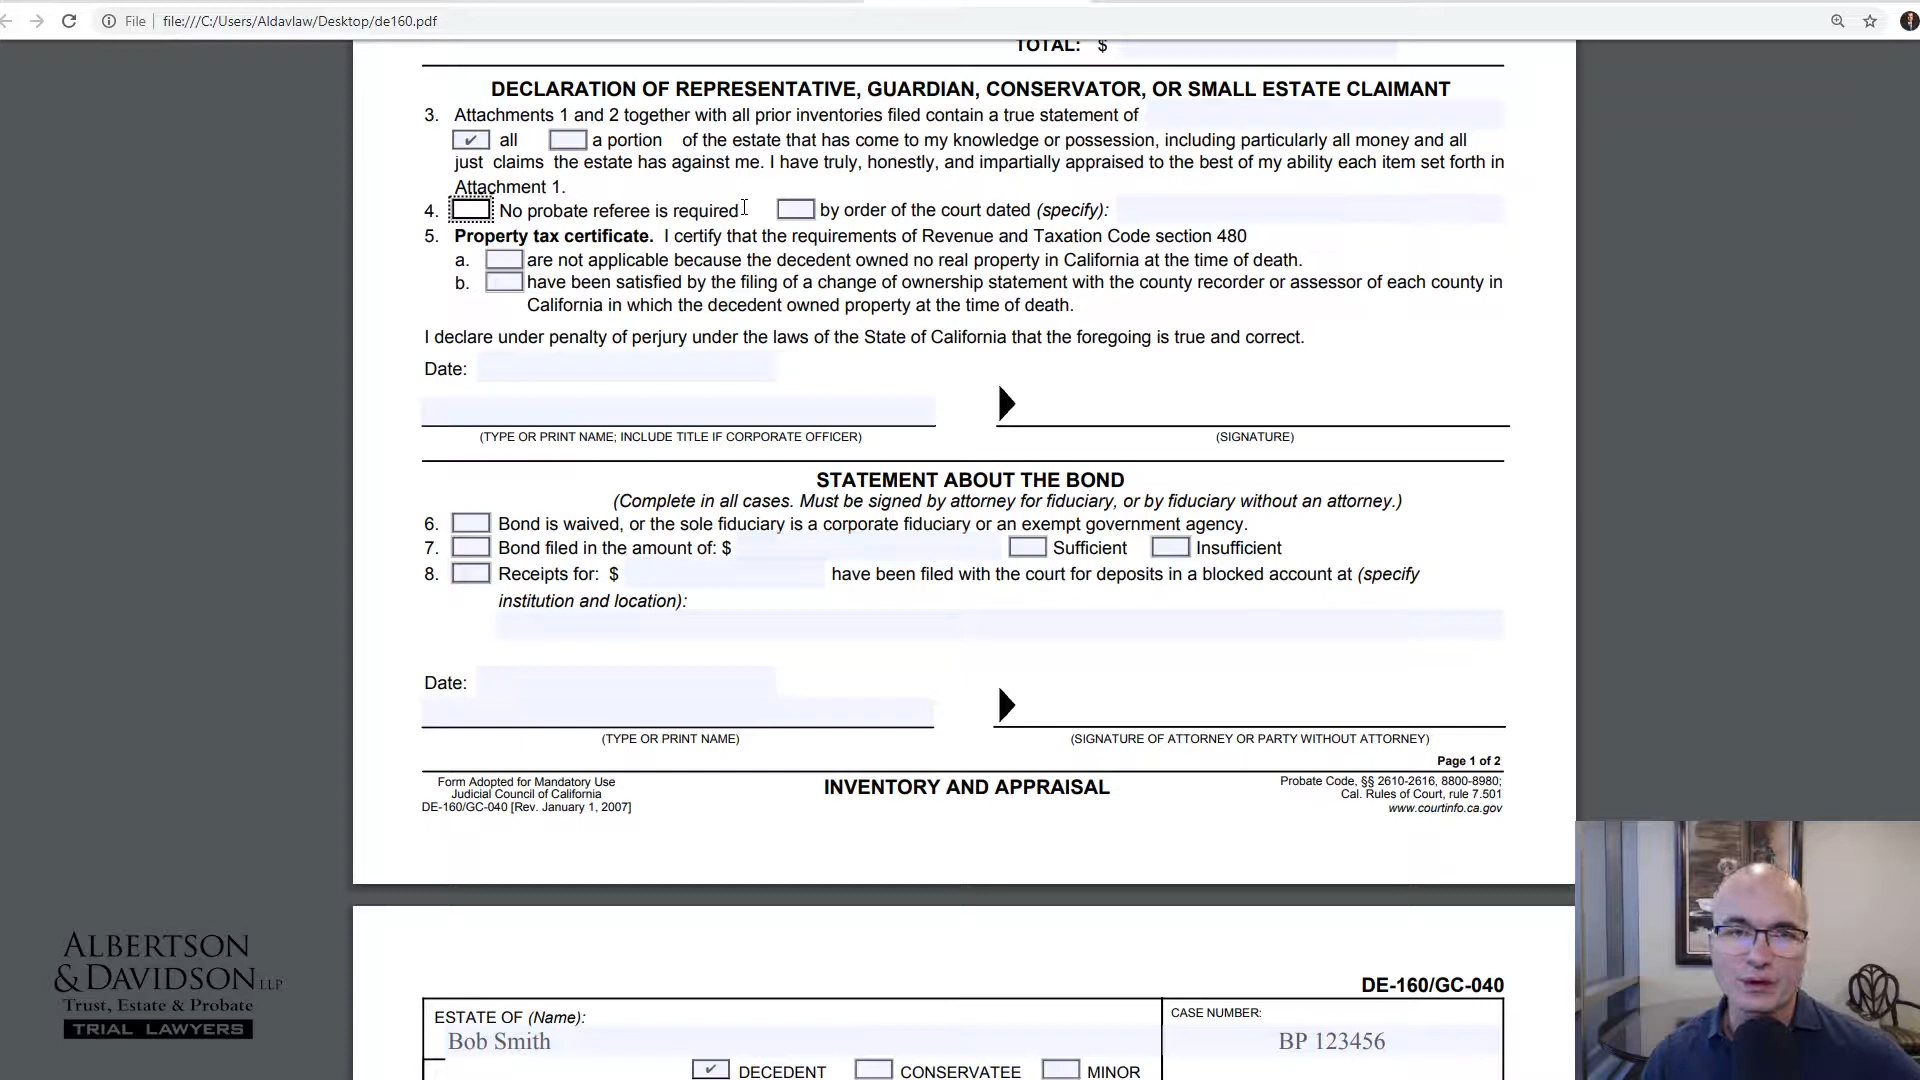 File
file:///C:/Users/Aldavlaw/Desktop/de160.pdf
TOTAL: $
DECLARATION OF REPRESENTATIVE, GUARDIAN, CONSERVATOR, OR SMALL ESTATE CLAIMANT
3. Attachments 1 and 2 together with all prior inventories filed contain a true statement of
✔ all a portion of the estate that has come to my knowledge or possession, including particularly all money and all
just claims the estate has against me. I have truly, honestly, and impartially appraised to the best of my ability each item set forth in
Attachment 1.
4. No probate referee is required by order of the court dated (specify):
5. Property tax certificate. I certify that the requirements of Revenue and Taxation Code section 480
a. are not applicable because the decedent owned no real property in California at the time of death.
b. have been satisfied by the filing of a change of ownership statement with the county recorder or assessor of each county in
California in which the decedent owned property at the time of death.
I declare under penalty of perjury under the laws of the State of California that the foregoing is true and correct.
Date:
(TYPE OR PRINT NAME; INCLUDE TITLE IF CORPORATE OFFICER) (SIGNATURE)
STATEMENT ABOUT THE BOND
(Complete in all cases. Must be signed by attorney for fiduciary, or by fiduciary without an attorney.)
6. Bond is waived, or the sole fiduciary is a corporate fiduciary or an exempt government agency.
7. Bond filed in the amount of: $ Sufficient Insufficient
8. Receipts for: $ have been filed with the court for deposits in a blocked account at (specify
institution and location):
Date:
(TYPE OR PRINT NAME) (SIGNATURE OF ATTORNEY OR PARTY WITHOUT ATTORNEY)
Page 1 of 2
Form Adopted for Mandatory Use
Judicial Council of California
DE-160/GC-040 [Rev. January 1, 2007]
INVENTORY AND APPRAISAL
Probate Code, §§ 2610-2616, 8800-8980;
Cal. Rules of Court, rule 7.501
www.courtinfo.ca.gov
DE-160/GC-040
ESTATE OF (Name):
Bob Smith
CASE NUMBER:
BP 123456
✔ DECEDENT CONSERVATEE MINOR
ALBERTSON
& DAVIDSON LLP
Trust, Estate & Probate
TRIAL LAWYERS